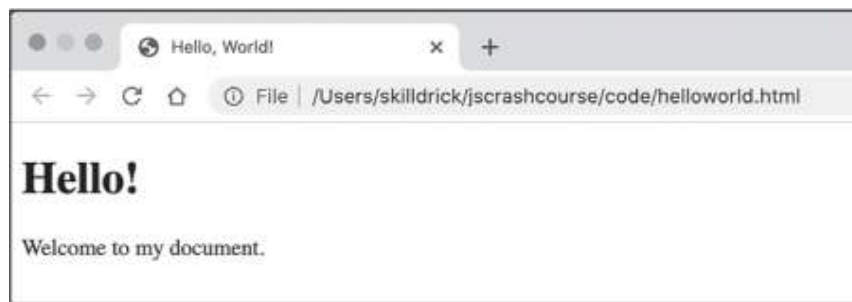 Hello, World!
File | /Users/skilldrick/jscrashcourse/code/helloworld.html
Hello!
Welcome to my document.